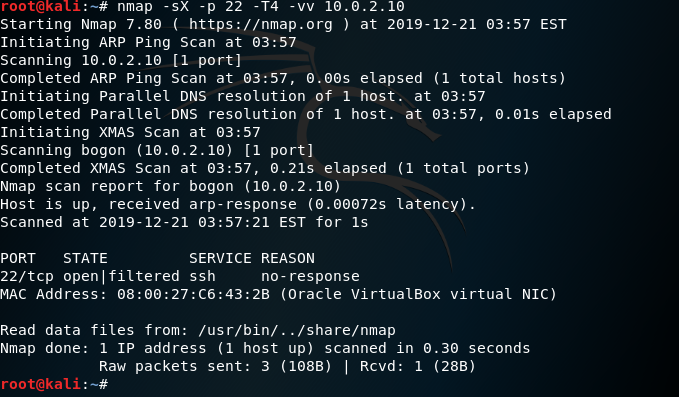 root@kali:~# nmap -sX -p 22 -T4 -vv 10.0.2.10
Starting Nmap 7.80 ( https://nmap.org ) at 2019-12-21 03:57 EST
Initiating ARP Ping Scan at 03:57
Scanning 10.0.2.10 [1 port]
Completed ARP Ping Scan at 03:57, 0.00s elapsed (1 total hosts)
Initiating Parallel DNS resolution of 1 host. at 03:57
Completed Parallel DNS resolution of 1 host. at 03:57, 0.01s elapsed
Initiating XMAS Scan at 03:57
Scanning bogon (10.0.2.10) [1 port]
Completed XMAS Scan at 03:57, 0.21s elapsed (1 total ports)
Nmap scan report for bogon (10.0.2.10)
Host is up, received arp-response (0.00072s latency).
Scanned at 2019-12-21 03:57:21 EST for 1s

PORT   STATE         SERVICE REASON
22/tcp open|filtered ssh     no-response
MAC Address: 08:00:27:C6:43:2B (Oracle VirtualBox virtual NIC)

Read data files from: /usr/bin/../share/nmap
Nmap done: 1 IP address (1 host up) scanned in 0.30 seconds
           Raw packets sent: 3 (108B) | Rcvd: 1 (28B)
root@kali:~#